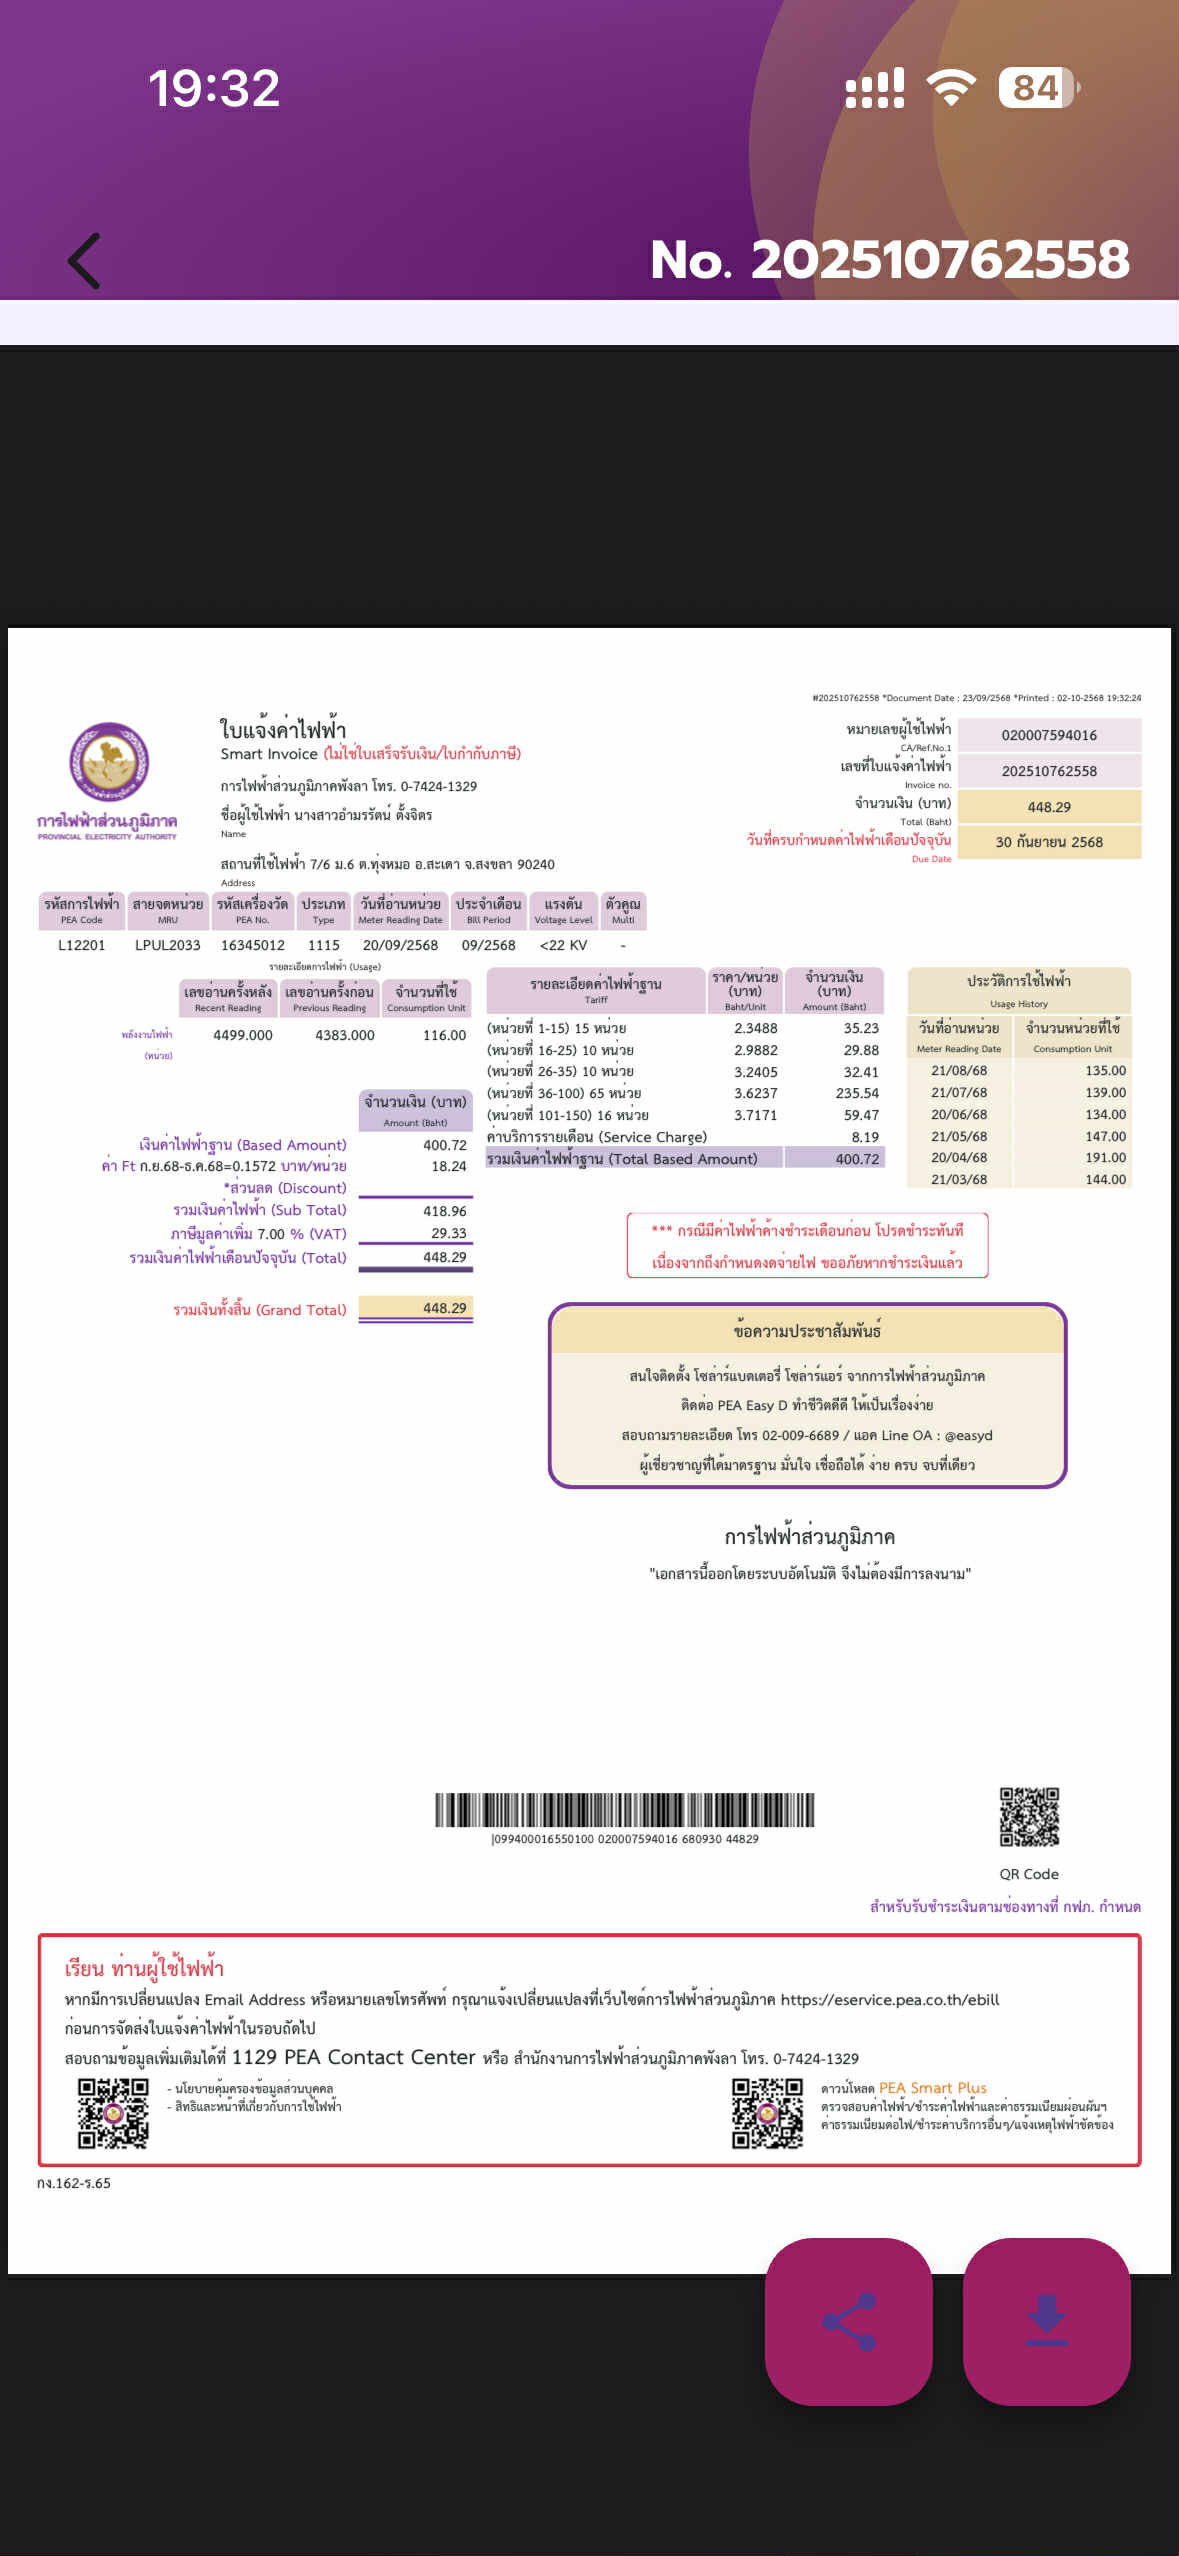 19:32
84
No. 202510762558
#202510762558 *Document Date : 23/09/2568 *Printed : 02-10-2568 19:32:24
การไฟฟ้าส่วนภูมิภาค
PROVINCIAL ELECTRICITY AUTHORITY
ใบแจ้งค่าไฟฟ้า
Smart Invoice (ไม่ใช่ใบเสร็จรับเงิน/ใบกำกับภาษี)
การไฟฟ้าส่วนภูมิภาคพังลา โทร. 0-7424-1329
ชื่อผู้ใช้ไฟฟ้า นางสาวอำมรรัตน์ ตั้งจิตร
Name
สถานที่ใช้ไฟฟ้า 7/6 ม.6 ต.ทุ่งหมอ อ.สะเดา จ.สงขลา 90240
Address
หมายเลขผู้ใช้ไฟฟ้า 020007594016
CA/Ref.No.1
เลขที่ใบแจ้งค่าไฟฟ้า 202510762558
Invoice no.
จำนวนเงิน (บาท) 448.29
Total (Baht)
วันที่ครบกำหนดค่าไฟฟ้าเดือนปัจจุบัน 30 กันยายน 2568
Due Date
รหัสการไฟฟ้า สายจดหน่วย รหัสเครื่องวัด ประเภท วันที่อ่านหน่วย ประจำเดือน แรงดัน ตัวคูณ
PEA Code MRU PEA No. Type Meter Reading Date Bill Period Voltage Level Multi
L12201 LPUL2033 16345012 1115 20/09/2568 09/2568 <22 KV -
รายละเอียดการไฟฟ้า (Usage)
เลขอ่านครั้งหลัง เลขอ่านครั้งก่อน จำนวนที่ใช้
Recent Reading Previous Reading Consumption Unit
พลังงานไฟฟ้า 4499.000 4383.000 116.00
(หน่วย)
จำนวนเงิน (บาท)
Amount (Baht)
เงินค่าไฟฟ้าฐาน (Based Amount) 400.72
ค่า Ft ก.ย.68-ธ.ค.68=0.1572 บาท/หน่วย 18.24
*ส่วนลด (Discount)
รวมเงินค่าไฟฟ้า (Sub Total) 418.96
ภาษีมูลค่าเพิ่ม 7.00 % (VAT) 29.33
รวมเงินค่าไฟฟ้าเดือนปัจจุบัน (Total) 448.29
รวมเงินทั้งสิ้น (Grand Total) 448.29
รายละเอียดค่าไฟฟ้าฐาน ราคา/หน่วย (บาท) จำนวนเงิน (บาท)
Tariff Baht/Unit Amount (Baht)
(หน่วยที่ 1-15) 15 หน่วย 2.3488 35.23
(หน่วยที่ 16-25) 10 หน่วย 2.9882 29.88
(หน่วยที่ 26-35) 10 หน่วย 3.2405 32.41
(หน่วยที่ 36-100) 65 หน่วย 3.6237 235.54
(หน่วยที่ 101-150) 16 หน่วย 3.7171 59.47
ค่าบริการรายเดือน (Service Charge) 8.19
รวมเงินค่าไฟฟ้าฐาน (Total Based Amount) 400.72
ประวัติการใช้ไฟฟ้า
Usage History
วันที่อ่านหน่วย จำนวนหน่วยที่ใช้
Meter Reading Date Consumption Unit
21/08/68 135.00
21/07/68 139.00
20/06/68 134.00
21/05/68 147.00
20/04/68 191.00
21/03/68 144.00
*** กรณีมีค่าไฟฟ้าค้างชำระเดือนก่อน โปรดชำระทันที
เนื่องจากถึงกำหนดงดจ่ายไฟ ขออภัยหากชำระเงินแล้ว
ข้อความประชาสัมพันธ์
สนใจติดตั้ง โซล่าร์แบตเตอรี่ โซล่าร์แอร์ จากการไฟฟ้าส่วนภูมิภาค
ติดต่อ PEA Easy D ทำชีวิตดีดี ให้เป็นเรื่องง่าย
สอบถามรายละเอียด โทร 02-009-6689 / แอด Line OA : @easyd
ผู้เชี่ยวชาญที่ได้มาตรฐาน มั่นใจ เชื่อถือได้ ง่าย ครบ จบที่เดียว
การไฟฟ้าส่วนภูมิภาค
"เอกสารนี้ออกโดยระบบอัตโนมัติ จึงไม่ต้องมีการลงนาม"
|099400016550100 020007594016 680930 44829
QR Code
สำหรับรับชำระเงินตามช่องทางที่ กฟภ. กำหนด
เรียน ท่านผู้ใช้ไฟฟ้า
หากมีการเปลี่ยนแปลง Email Address หรือหมายเลขโทรศัพท์ กรุณาแจ้งเปลี่ยนแปลงที่เว็บไซต์การไฟฟ้าส่วนภูมิภาค https://eservice.pea.co.th/ebill
ก่อนการจัดส่งใบแจ้งค่าไฟฟ้าในรอบถัดไป
สอบถามข้อมูลเพิ่มเติมได้ที่ 1129 PEA Contact Center หรือ สำนักงานการไฟฟ้าส่วนภูมิภาคพังลา โทร. 0-7424-1329
- นโยบายคุ้มครองข้อมูลส่วนบุคคล
- สิทธิและหน้าที่เกี่ยวกับการใช้ไฟฟ้า
ดาวน์โหลด PEA Smart Plus
ตรวจสอบค่าไฟฟ้า/ชำระค่าไฟฟ้าและค่าธรรมเนียมผ่อนผันฯ
ค่าธรรมเนียมต่อไฟ/ชำระค่าบริการอื่นๆ/แจ้งเหตุไฟฟ้าขัดข้อง
กง.162-ร.65